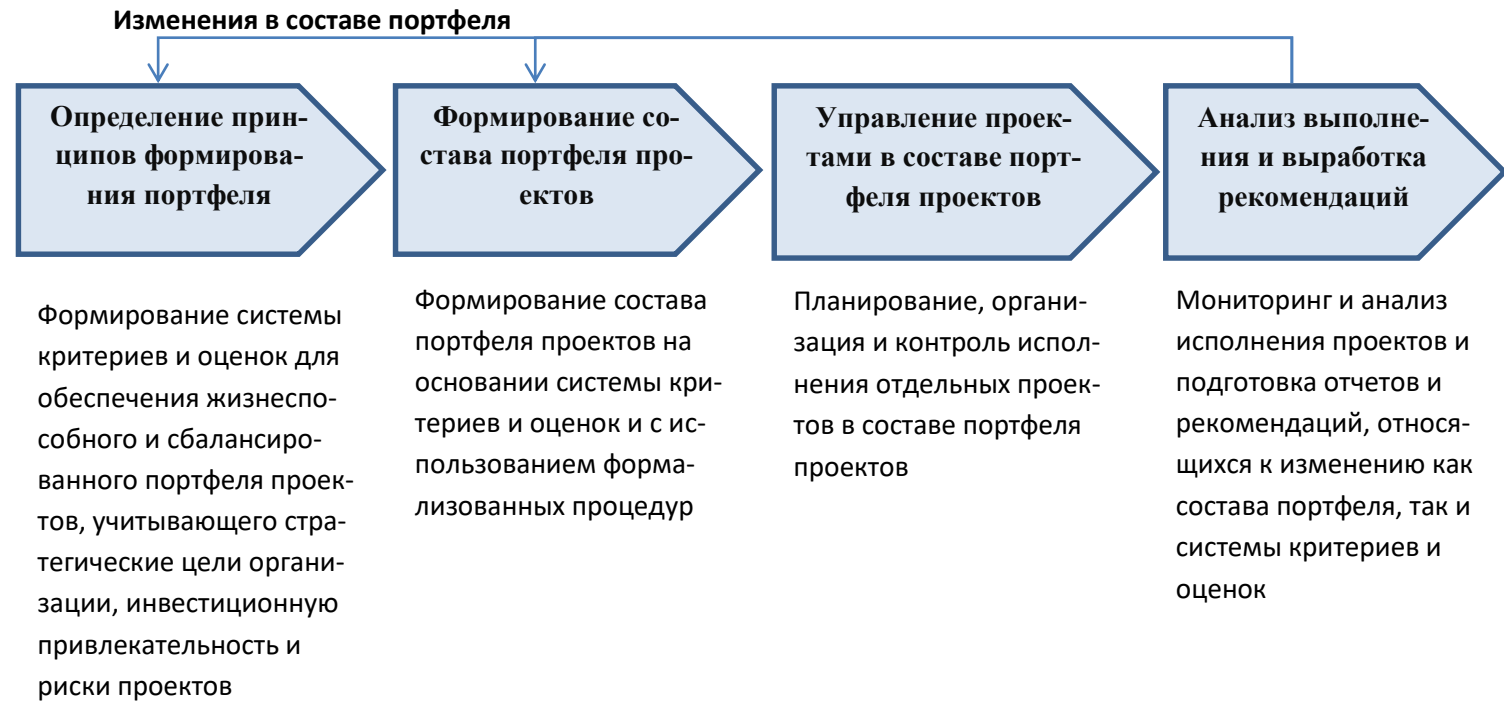 Изменения в составе портфеля
Определение прин-
ципов формирова-
ния портфеля
Формирование со-
става портфеля про-
ектов
Управление проек-
тами в составе порт-
феля проектов
Анализ выполне-
ния и выработка
рекомендаций
Формирование системы
критериев и оценок для
обеспечения жизнеспо-
собного и сбалансиро-
ванного портфеля проек-
тов, учитывающего стра-
тегические цели органи-
зации, инвестиционную
привлекательность и
риски проектов
Формирование состава
портфеля проектов на
основании системы кри-
териев и оценок и с ис-
пользованием форма-
лизованных процедур
Планирование, органи-
зация и контроль испол-
нения отдельных проек-
тов в составе портфеля
проектов
Мониторинг и анализ
исполнения проектов и
подготовка отчетов и
рекомендаций, относя-
щихся к изменению как
состава портфеля, так и
системы критериев и
оценок